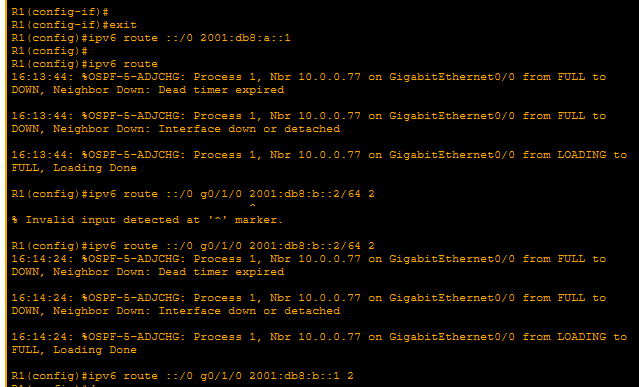 R1(config-if)#
R1(config-if)#exit
R1(config)#ipv6 route ::/0 2001:db8:a::1
R1(config)#
R1(config)#ipv6 route
16:13:44: %OSPF-5-ADJCHG: Process 1, Nbr 10.0.0.77 on GigabitEthernet0/0 from FULL to
DOWN, Neighbor Down: Dead timer expired
16:13:44: %OSPF-5-ADJCHG: Process 1, Nbr 10.0.0.77 on GigabitEthernet0/0 from FULL to
DOWN, Neighbor Down: Interface down or detached
16:13:44: %OSPF-5-ADJCHG: Process 1, Nbr 10.0.0.77 on GigabitEthernet0/0 from LOADING to
FULL, Loading Done
R1(config)#ipv6 route ::/0 g0/1/0 2001:db8:b::2/64 2
^
% Invalid input detected at '^' marker.
R1(config)#ipv6 route ::/0 g0/1/0 2001:db8:b::2/64 2
16:14:24: %OSPF-5-ADJCHG: Process 1, Nbr 10.0.0.77 on GigabitEthernet0/0 from FULL to
DOWN, Neighbor Down: Dead timer expired
16:14:24: %OSPF-5-ADJCHG: Process 1, Nbr 10.0.0.77 on GigabitEthernet0/0 from FULL to
DOWN, Neighbor Down: Interface down or detached
16:14:24: %OSPF-5-ADJCHG: Process 1, Nbr 10.0.0.77 on GigabitEthernet0/0 from LOADING to
FULL, Loading Done
R1(config)#ipv6 route ::/0 g0/1/0 2001:db8:b::1 2